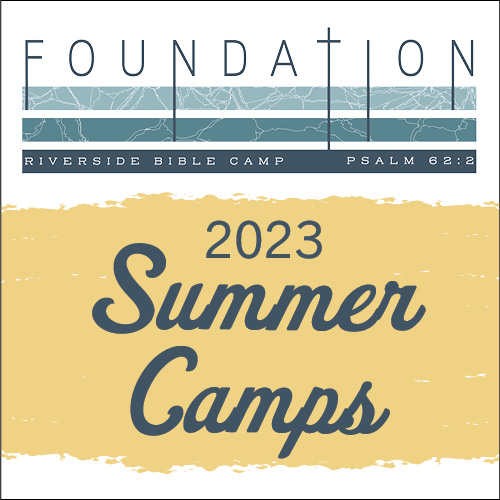 FOUNDATION
RIVERSIDE BIBLE CAMP PSALM 62:2
2023
Summer
Camps